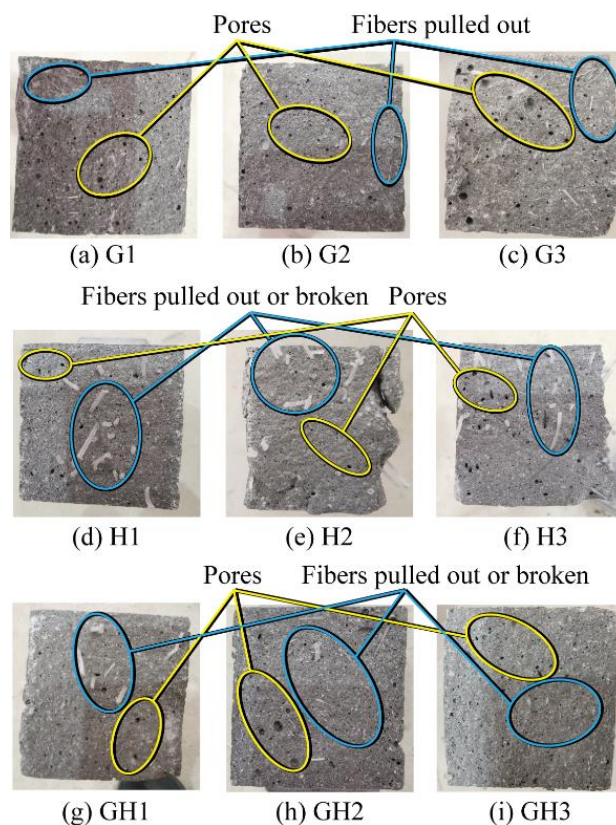 Pores Fibers pulled out
(a) G1 (b) G2 (c) G3
Fibers pulled out or broken Pores
(d) H1 (e) H2 (f) H3
Pores Fibers pulled out or broken
(g) GH1 (h) GH2 (i) GH3